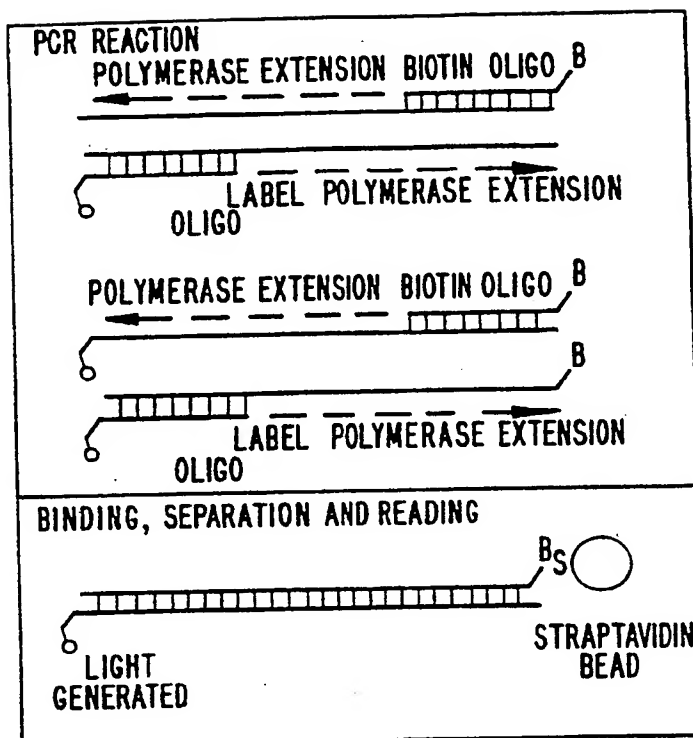 PCR REACTION
POLYMERASE EXTENSION BIOTIN OLIGO B
LABEL POLYMERASE EXTENSION
OLIGO
POLYMERASE EXTENSION BIOTIN OLIGO B
B
LABEL POLYMERASE EXTENSION
OLIGO
BINDING, SEPARATION AND READING
BS
LIGHT
GENERATED
STRAPTAVIDIN
BEAD